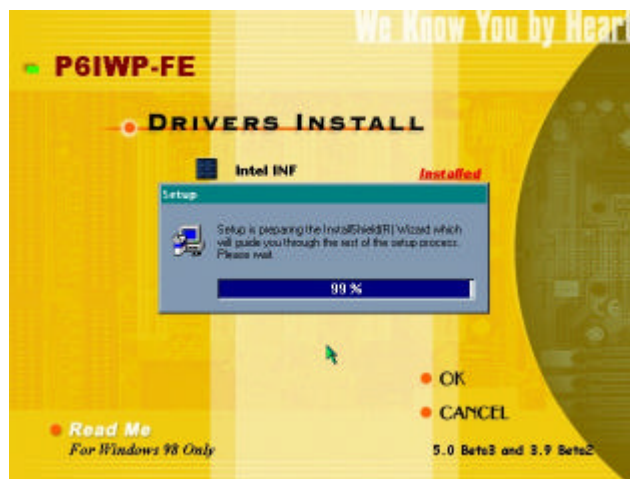 We Know You by Heart
P6IWP-FE
DRIVERS INSTALL
Intel INF
Installed
Setup
Setup is preparing the InstallShield(R) Wizard which
will guide you through the rest of the setup process.
Please wait.
99 %
OK
CANCEL
Read Me
For Windows 98 Only
5.0 Beta3 and 3.9 Beta2